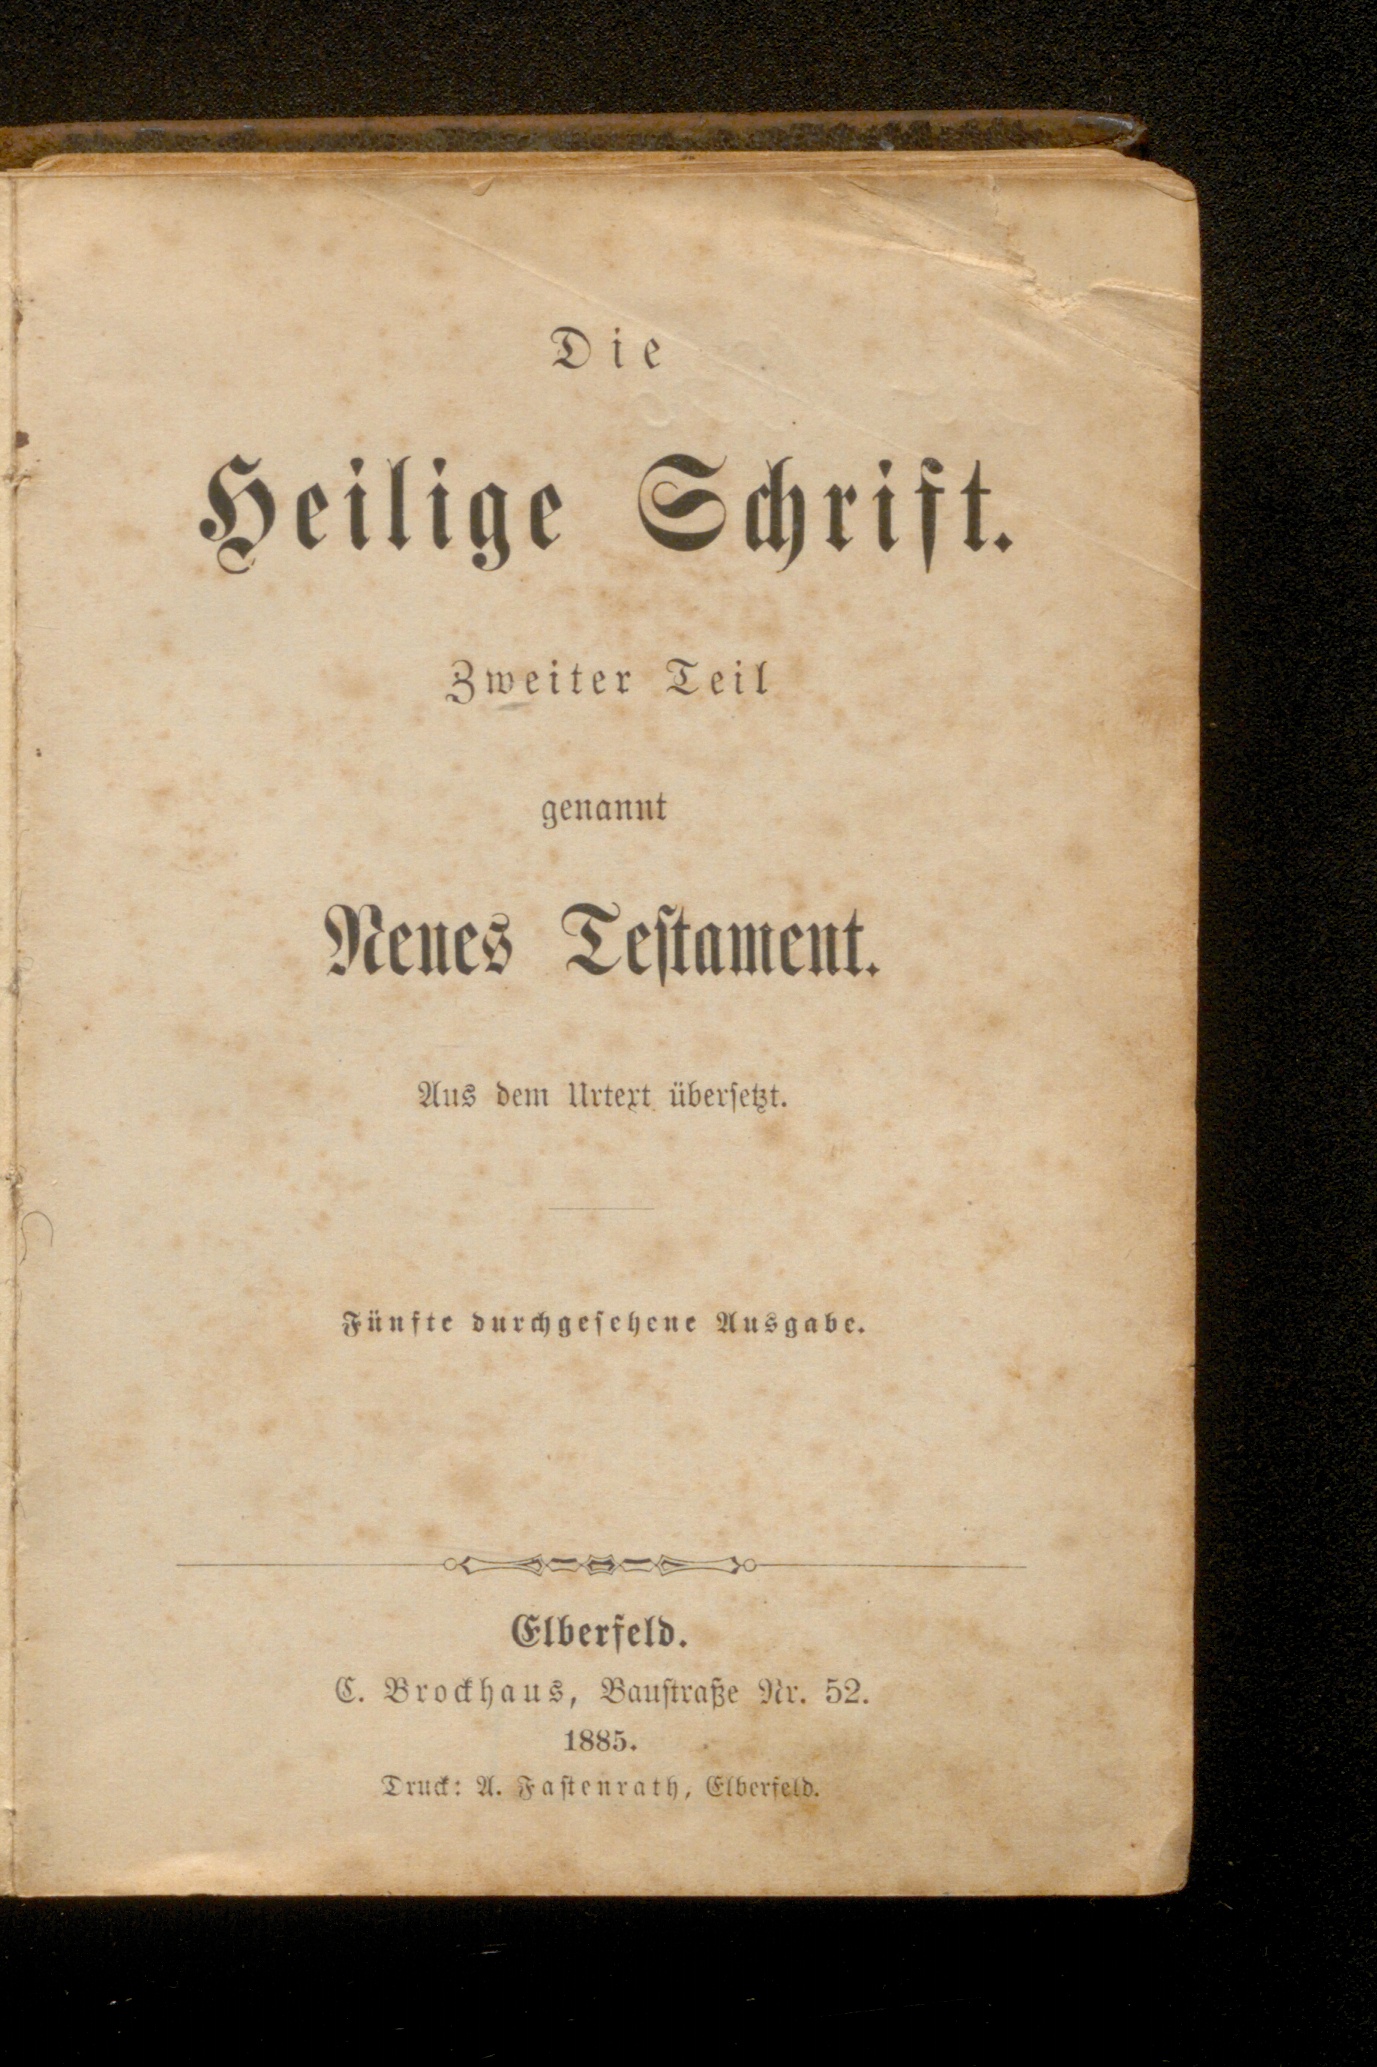 Die
Heilige Schrift.
Zweiter Teil
genannt
Neues Teſtament.
Aus dem Urtext überſetzt.
Fünfte durchgeſehene Ausgabe.
Elberfeld.
C. Brockhaus, Bauſtraße Nr. 52.
1885.
Druck: A. Faſtenrath, Elberfeld.